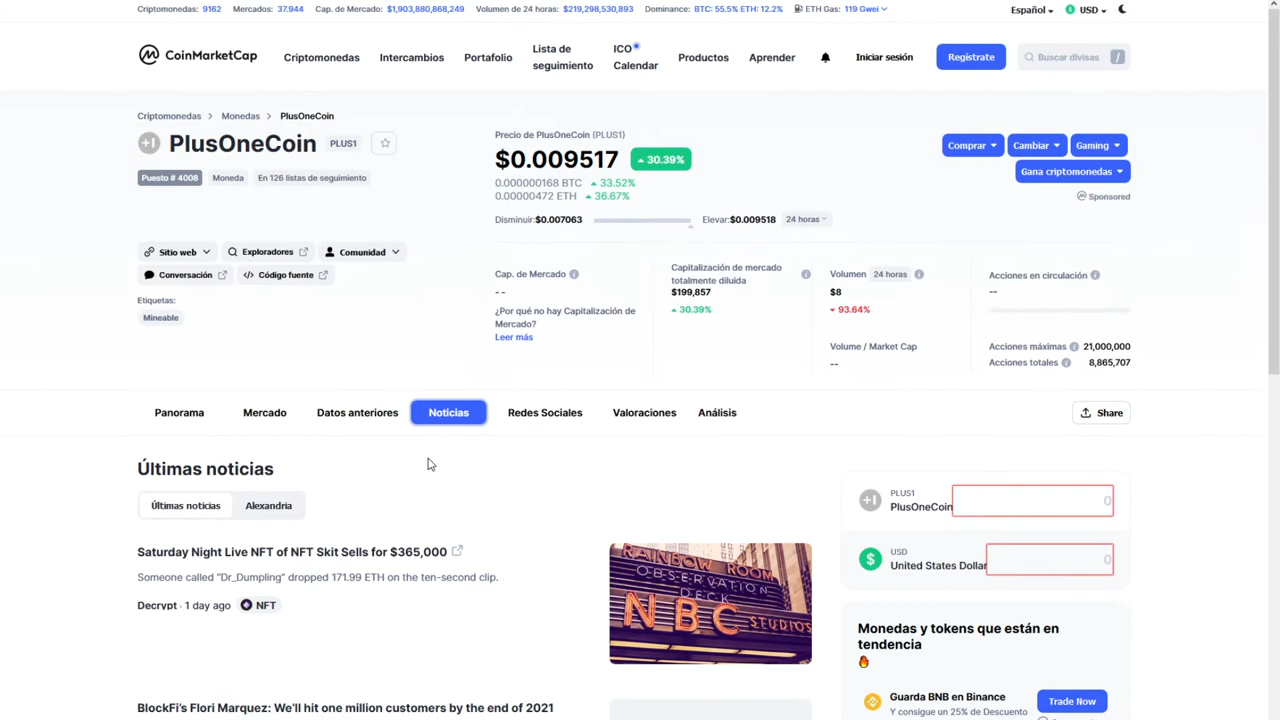 Criptomonedas: 9162 Mercados: 37.944 Cap. de Mercado: $1,903,880,868,249 Volumen de 24 horas: $219,298,530,893 Dominance: BTC: 55.5% ETH: 12.2% ETH Gas: 119 Gwei Español USD
CoinMarketCap Criptomonedas Intercambios Portafolio Lista de seguimiento ICO Calendar Productos Aprender Iniciar sesión Regístrate Buscar divisas /
Criptomonedas > Monedas > PlusOneCoin
PlusOneCoin PLUS1
Puesto # 4008 Moneda En 126 listas de seguimiento
Sitio web Exploradores Comunidad
Conversación Código fuente
Etiquetas:
Mineable
Precio de PlusOneCoin (PLUS1)
$0.009517 30.39%
0.000000168 BTC 33.52%
0.00000472 ETH 36.67%
Disminuir:$0.007063 Elevar:$0.009518 24 horas
Comprar Cambiar Gaming
Gana criptomonedas
Sponsored
Cap. de Mercado
- -
¿Por qué no hay Capitalización de
Mercado?
Leer más
Capitalización de mercado
totalmente diluida
$199,857
30.39%
Volumen 24 horas
$8
93.64%
Volume / Market Cap
--
Acciones en circulación
--
Acciones máximas 21,000,000
Acciones totales 8,865,707
Panorama Mercado Datos anteriores Noticias Redes Sociales Valoraciones Análisis Share
Últimas noticias
Últimas noticias Alexandria
Saturday Night Live NFT of NFT Skit Sells for $365,000
Someone called "Dr_Dumpling" dropped 171.99 ETH on the ten-second clip.
Decrypt · 1 day ago NFT
RAINBOW ROOM
OBSERVATION
DECK
NBC
STUDIOS
BlockFi's Flori Marquez: We'll hit one million customers by the end of 2021
+1 PLUS1
PlusOneCoin 0
$ USD
United States Dollar 0
Monedas y tokens que están en
tendencia
Guarda BNB en Binance
Y consigue un 25% de Descuento
Trade Now